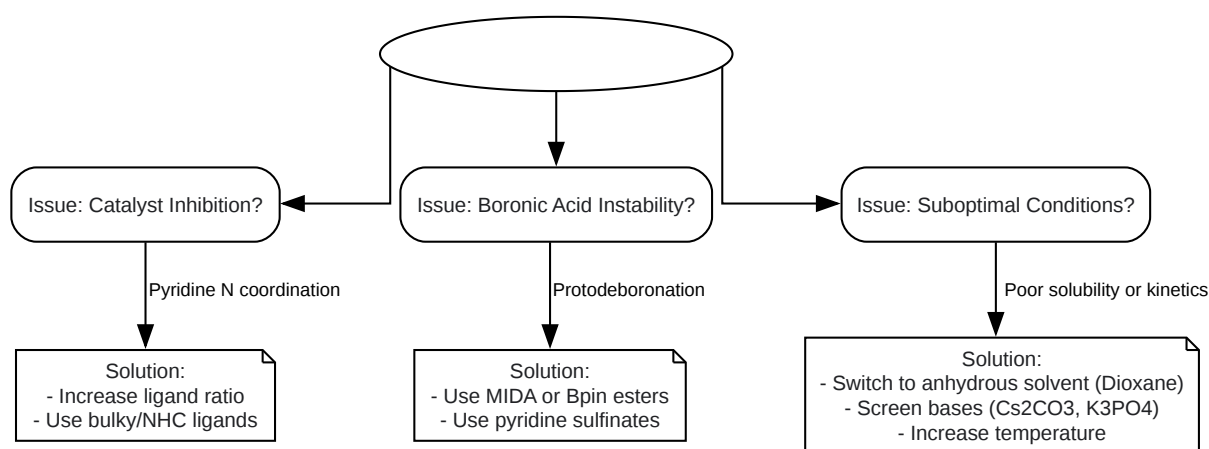 Issue: Catalyst Inhibition?
Issue: Boronic Acid Instability?
Issue: Suboptimal Conditions?
Pyridine N coordination
Protodeboronation
Poor solubility or kinetics
Solution:
- Increase ligand ratio
- Use bulky/NHC ligands
Solution:
- Use MIDA or Bpin esters
- Use pyridine sulfinates
Solution:
- Switch to anhydrous solvent (Dioxane)
- Screen bases (Cs2CO3, K3PO4)
- Increase temperature